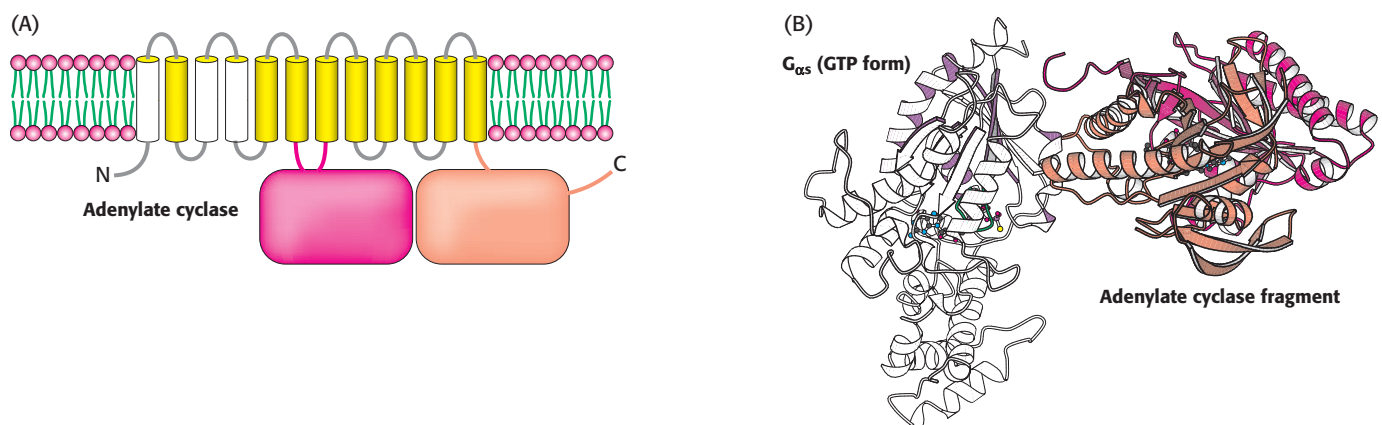 (A)
N
C
Adenylate cyclase
(B)
Gαs (GTP form)
Adenylate cyclase fragment